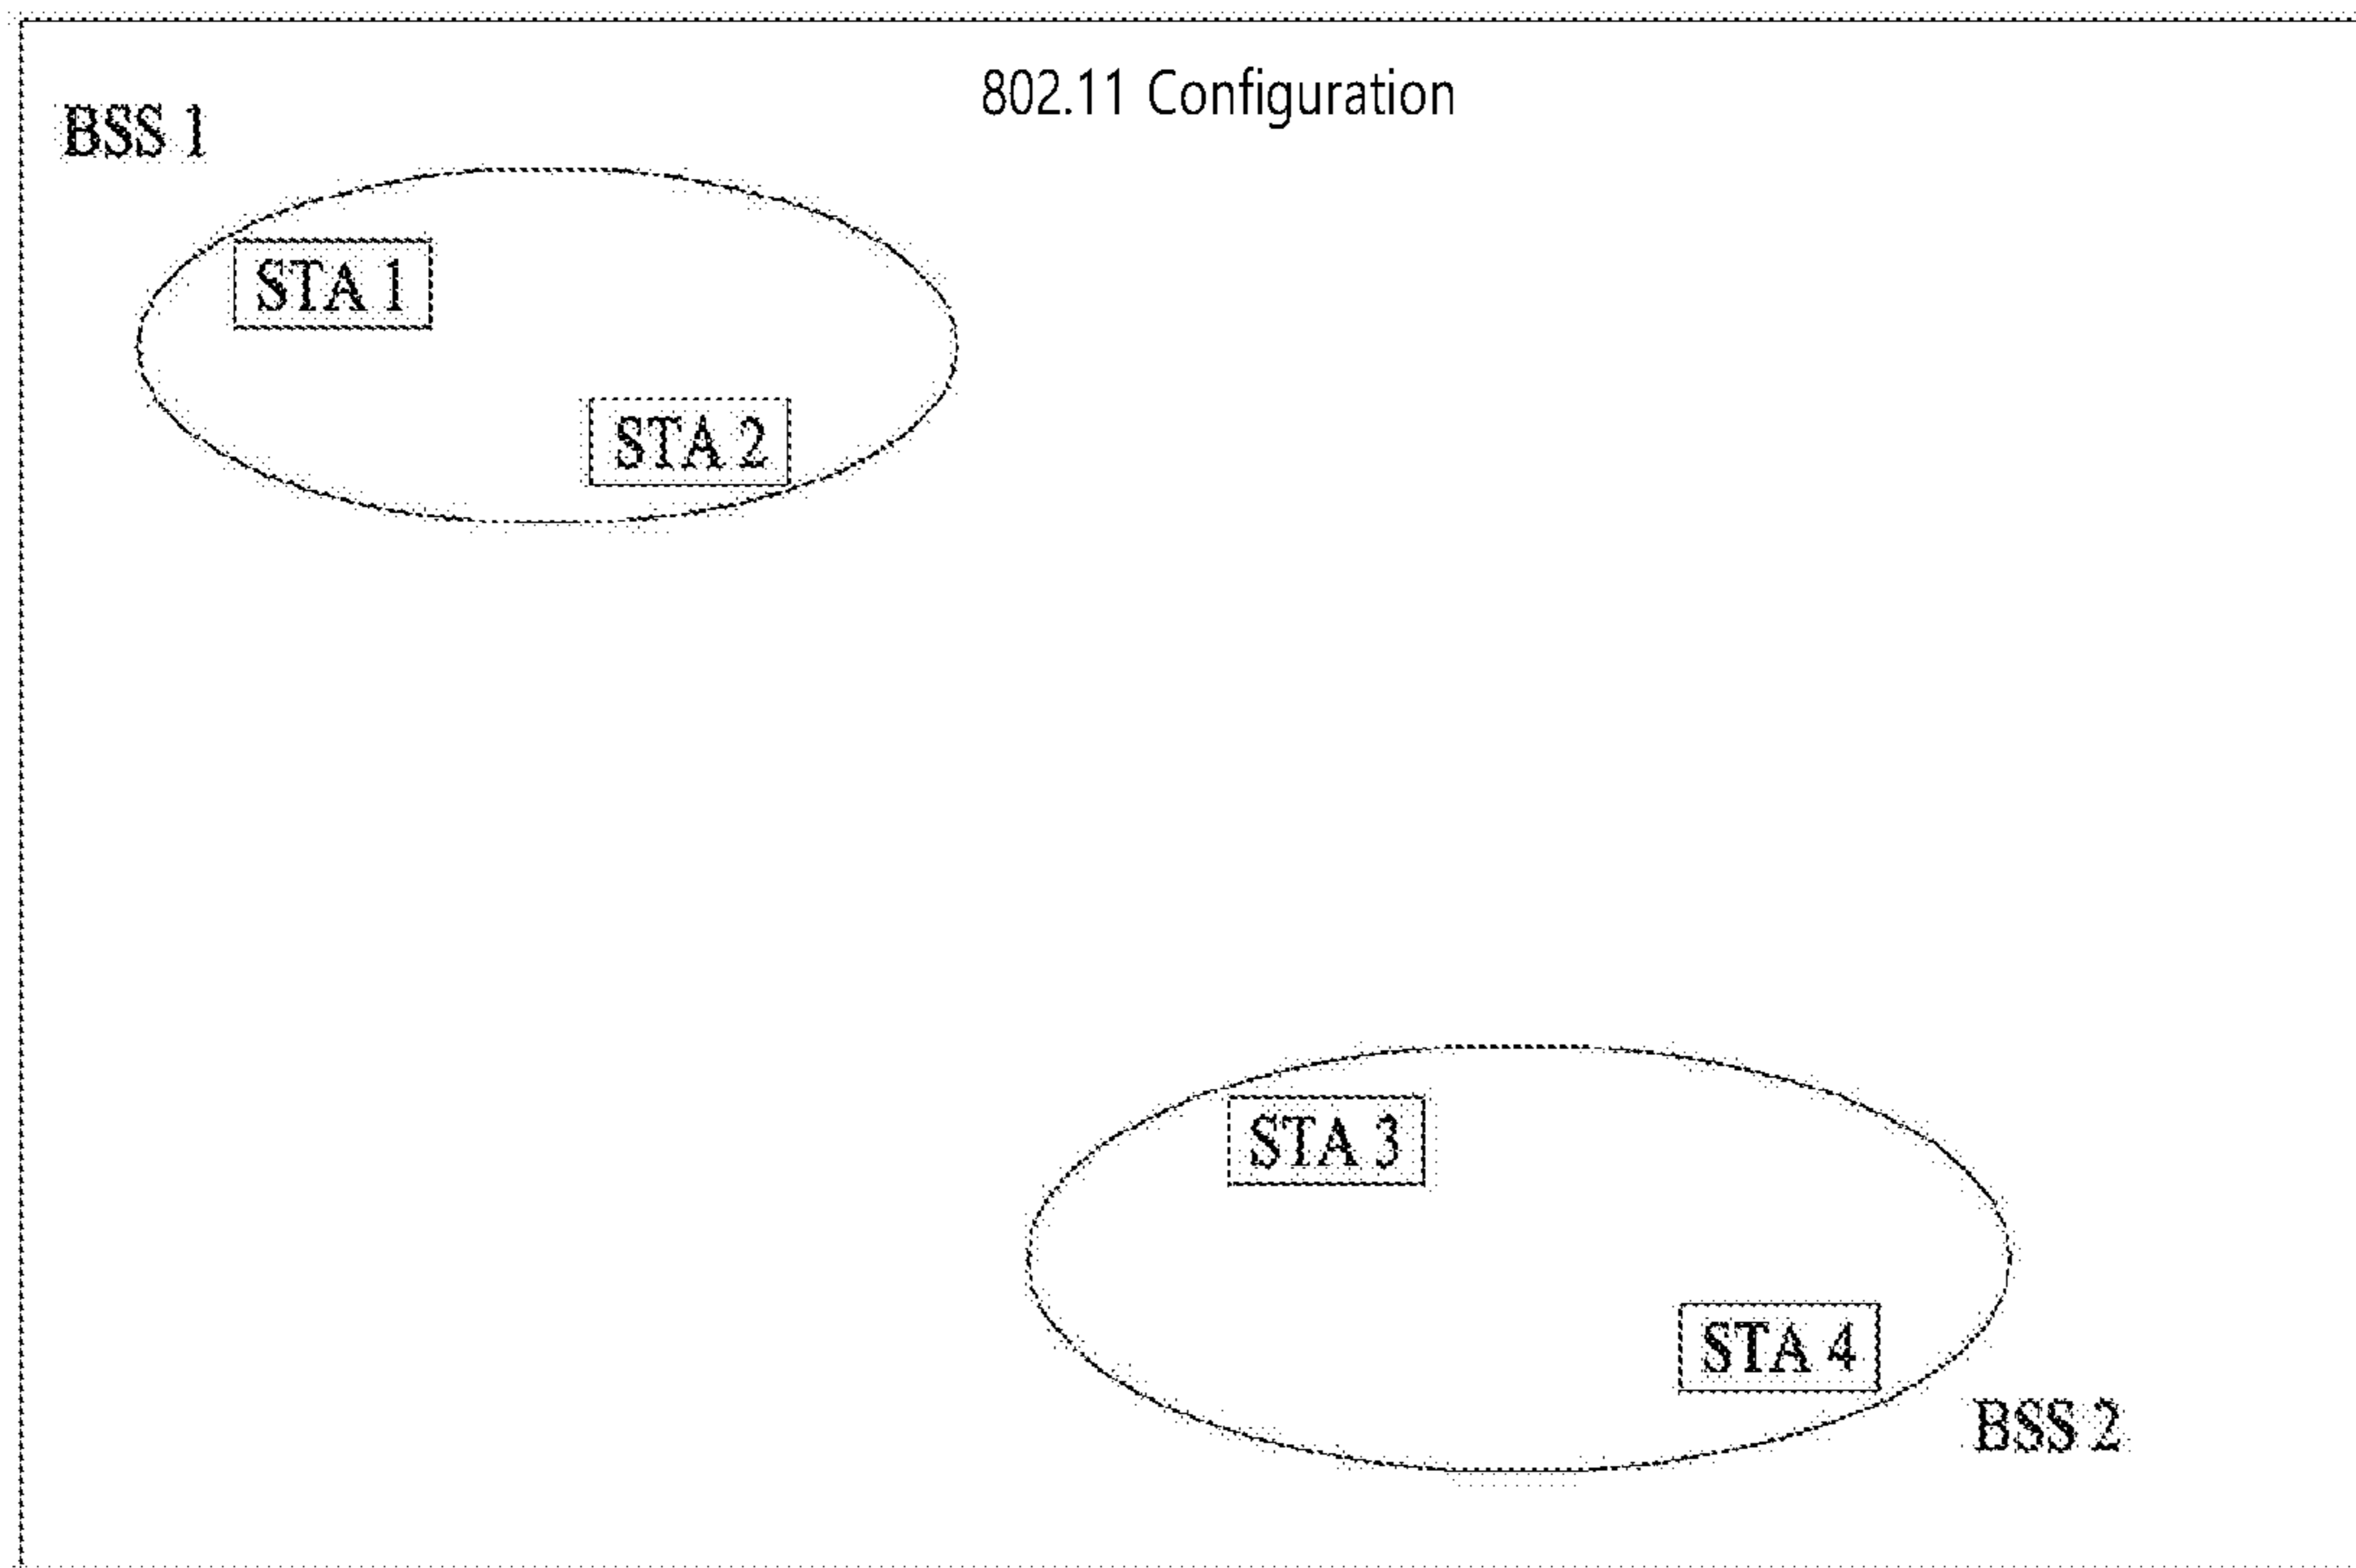 802.11 Configuration
BSS 1
STA 1
STA 2
STA 3
STA 4
BSS 2